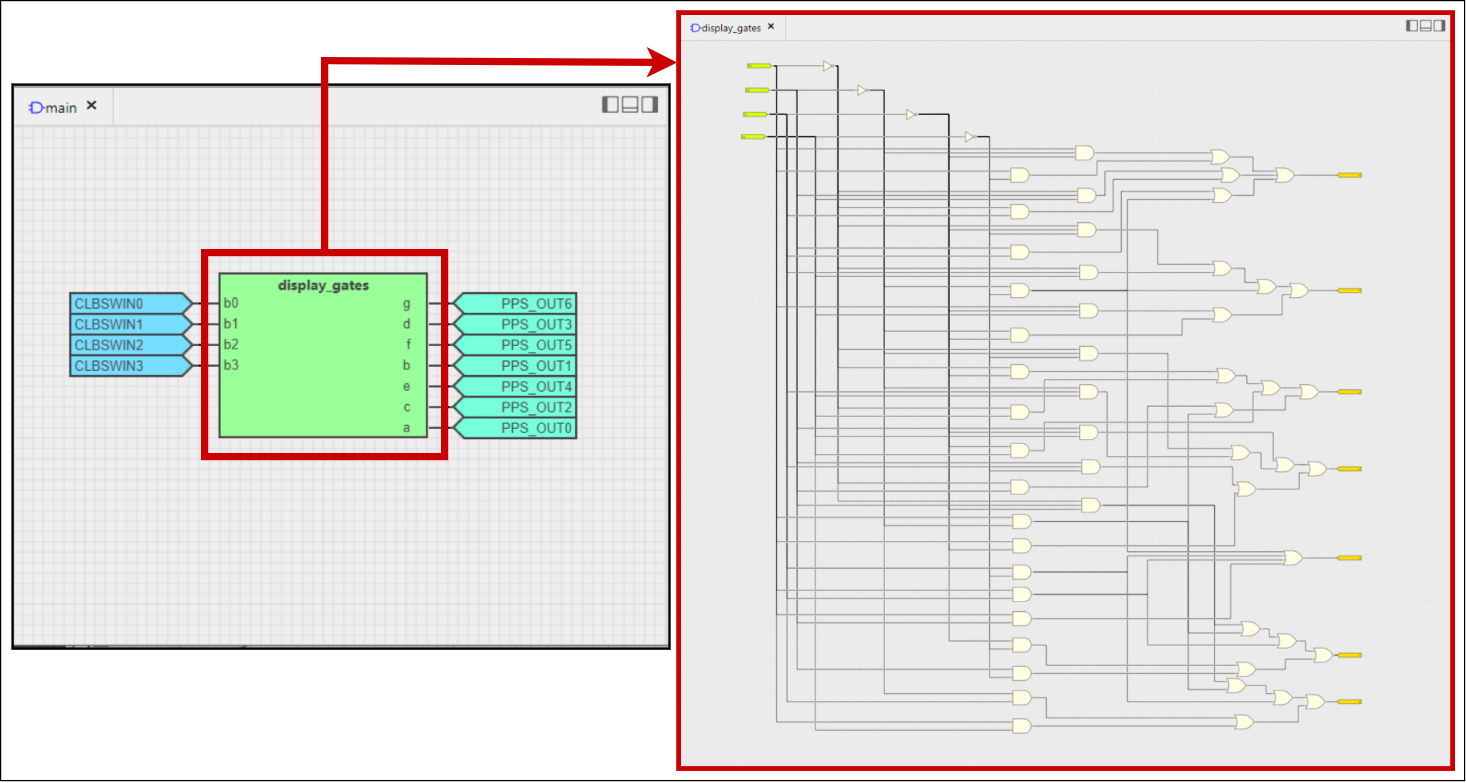 main ×
display_gates
CLBSWIN0 b0 g PPS_OUT6
CLBSWIN1 b1 d PPS_OUT3
CLBSWIN2 b2 f PPS_OUT5
CLBSWIN3 b3 b PPS_OUT1
e PPS_OUT4
c PPS_OUT2
a PPS_OUT0
display_gates ×